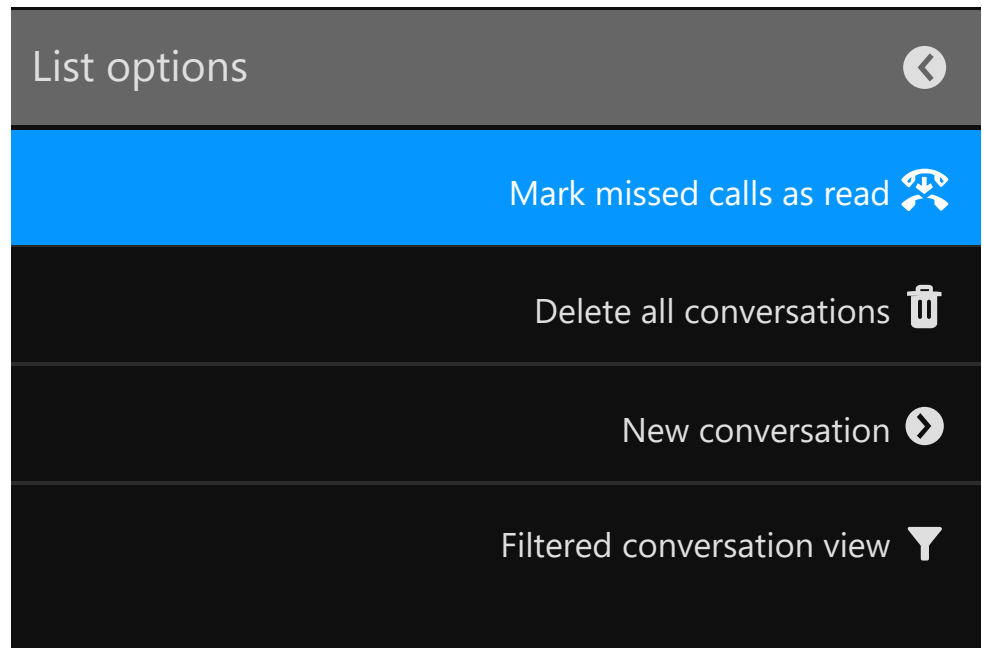 List options
Mark missed calls as read
Delete all conversations
New conversation
Filtered conversation view